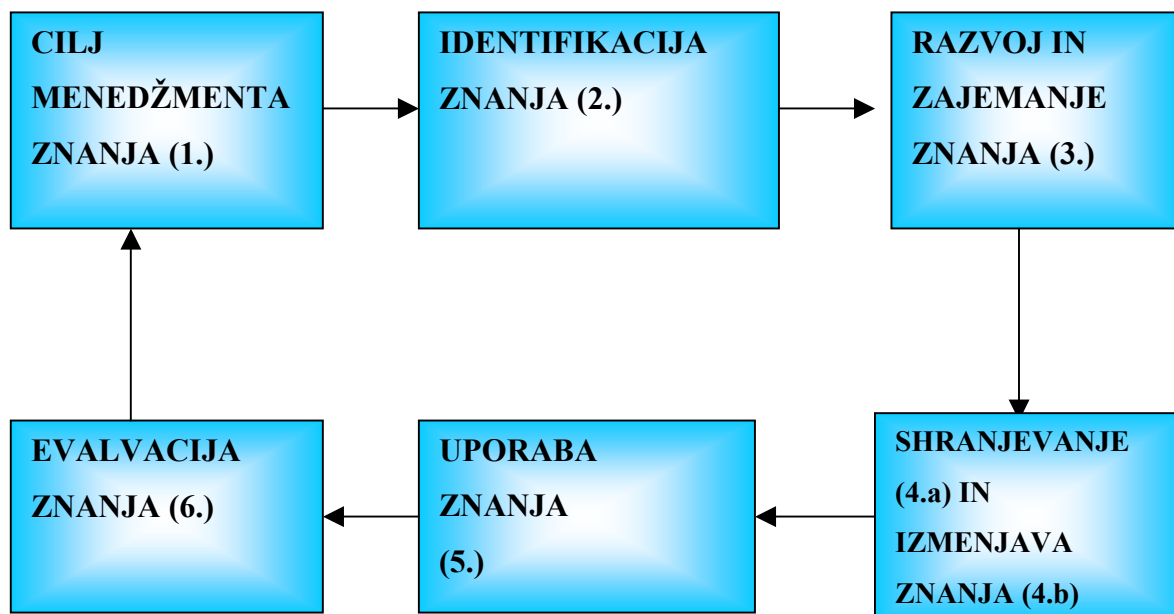 CILJ
MENEDŽMENTA
ZNANJA (1.)
IDENTIFIKACIJA
ZNANJA (2.)
RAZVOJ IN
ZAJEMANJE
ZNANJA (3.)
EVALVACIJA
ZNANJA (6.)
UPORABA
ZNANJA
(5.)
SHRANJEVANJE
(4.a) IN
IZMENJAVA
ZNANJA (4.b)